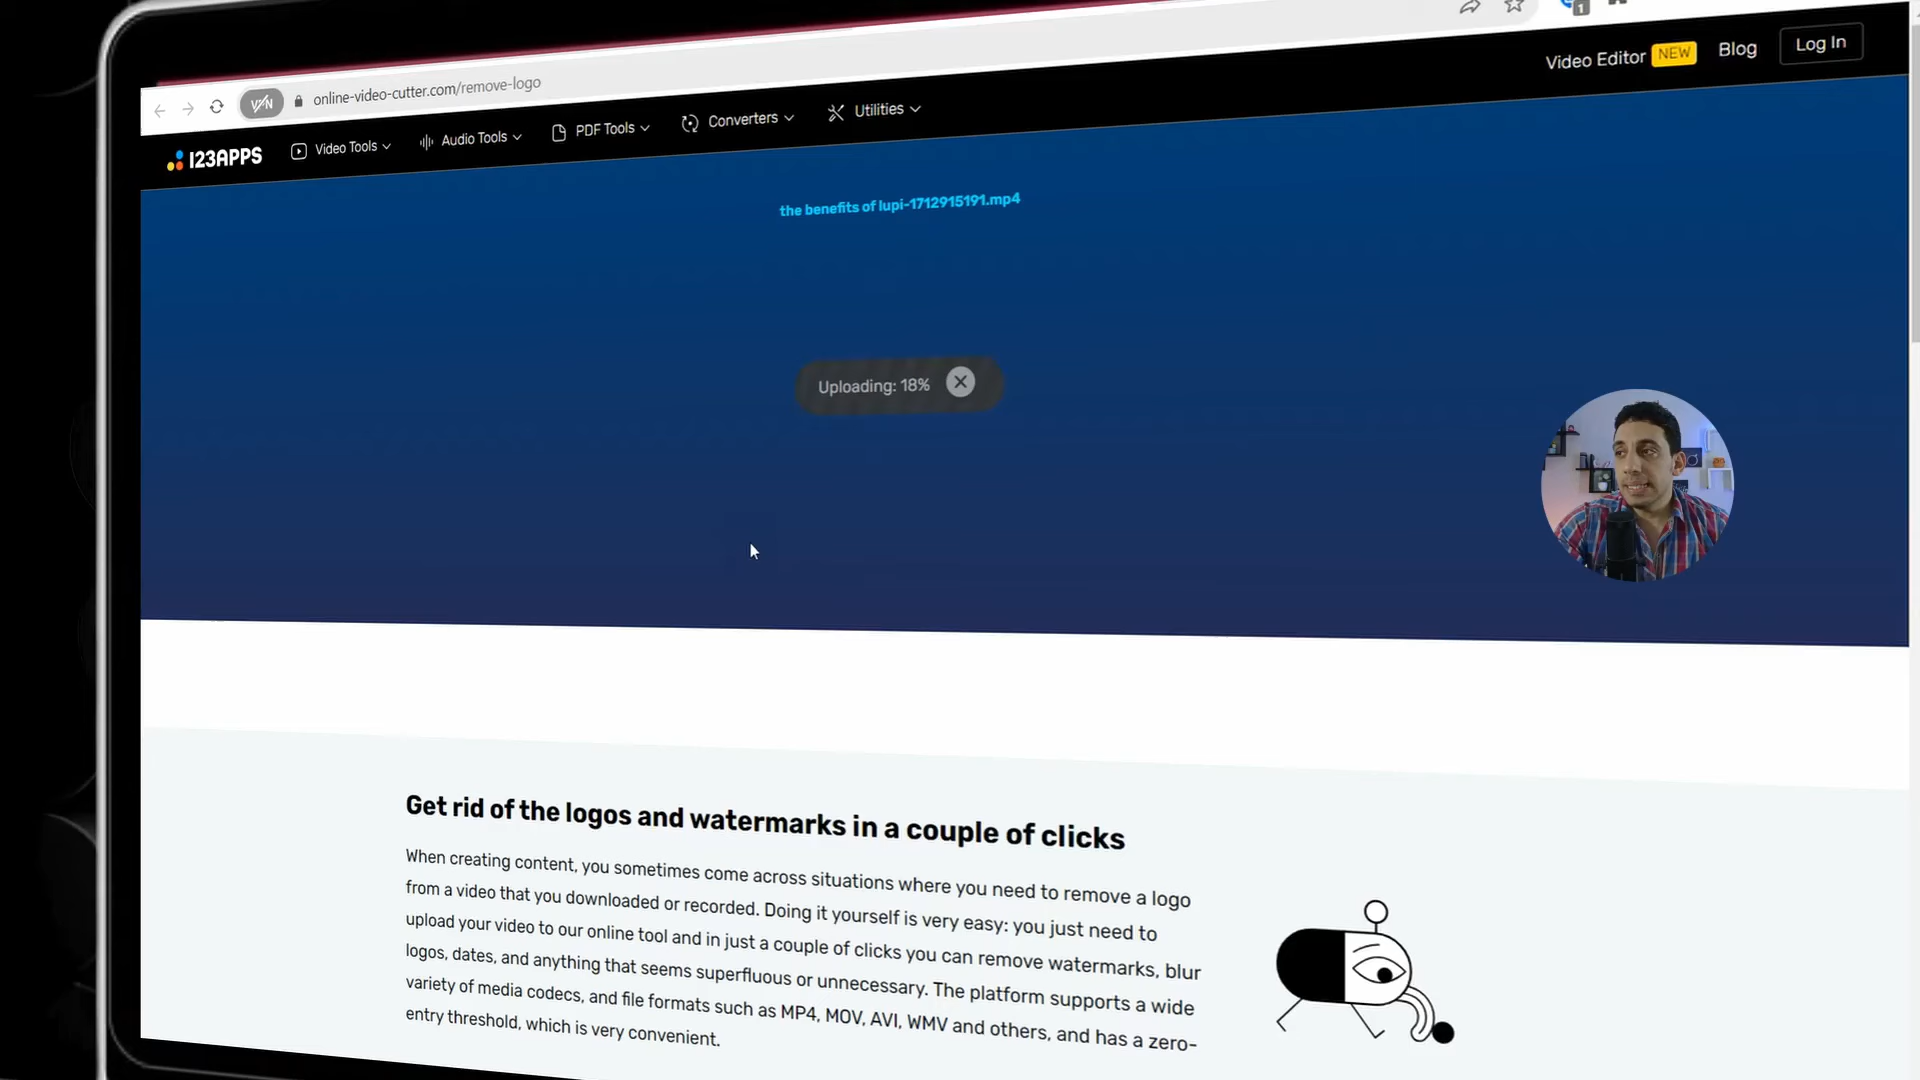 online-video-cutter.com/remove-logo
1
VPN
Video Editor NEW Blog Log In
123APPS Video Tools Audio Tools PDF Tools Converters Utilities
the benefits of lupi-1712915191.mp4
Uploading: 18%
Get rid of the logos and watermarks in a couple of clicks
When creating content, you sometimes come across situations where you need to remove a logo
from a video that you downloaded or recorded. Doing it yourself is very easy: you just need to
upload your video to our online tool and in just a couple of clicks you can remove watermarks, blur
logos, dates, and anything that seems superfluous or unnecessary. The platform supports a wide
variety of media codecs, and file formats such as MP4, MOV, AVI, WMV and others, and has a zero-
entry threshold, which is very convenient.